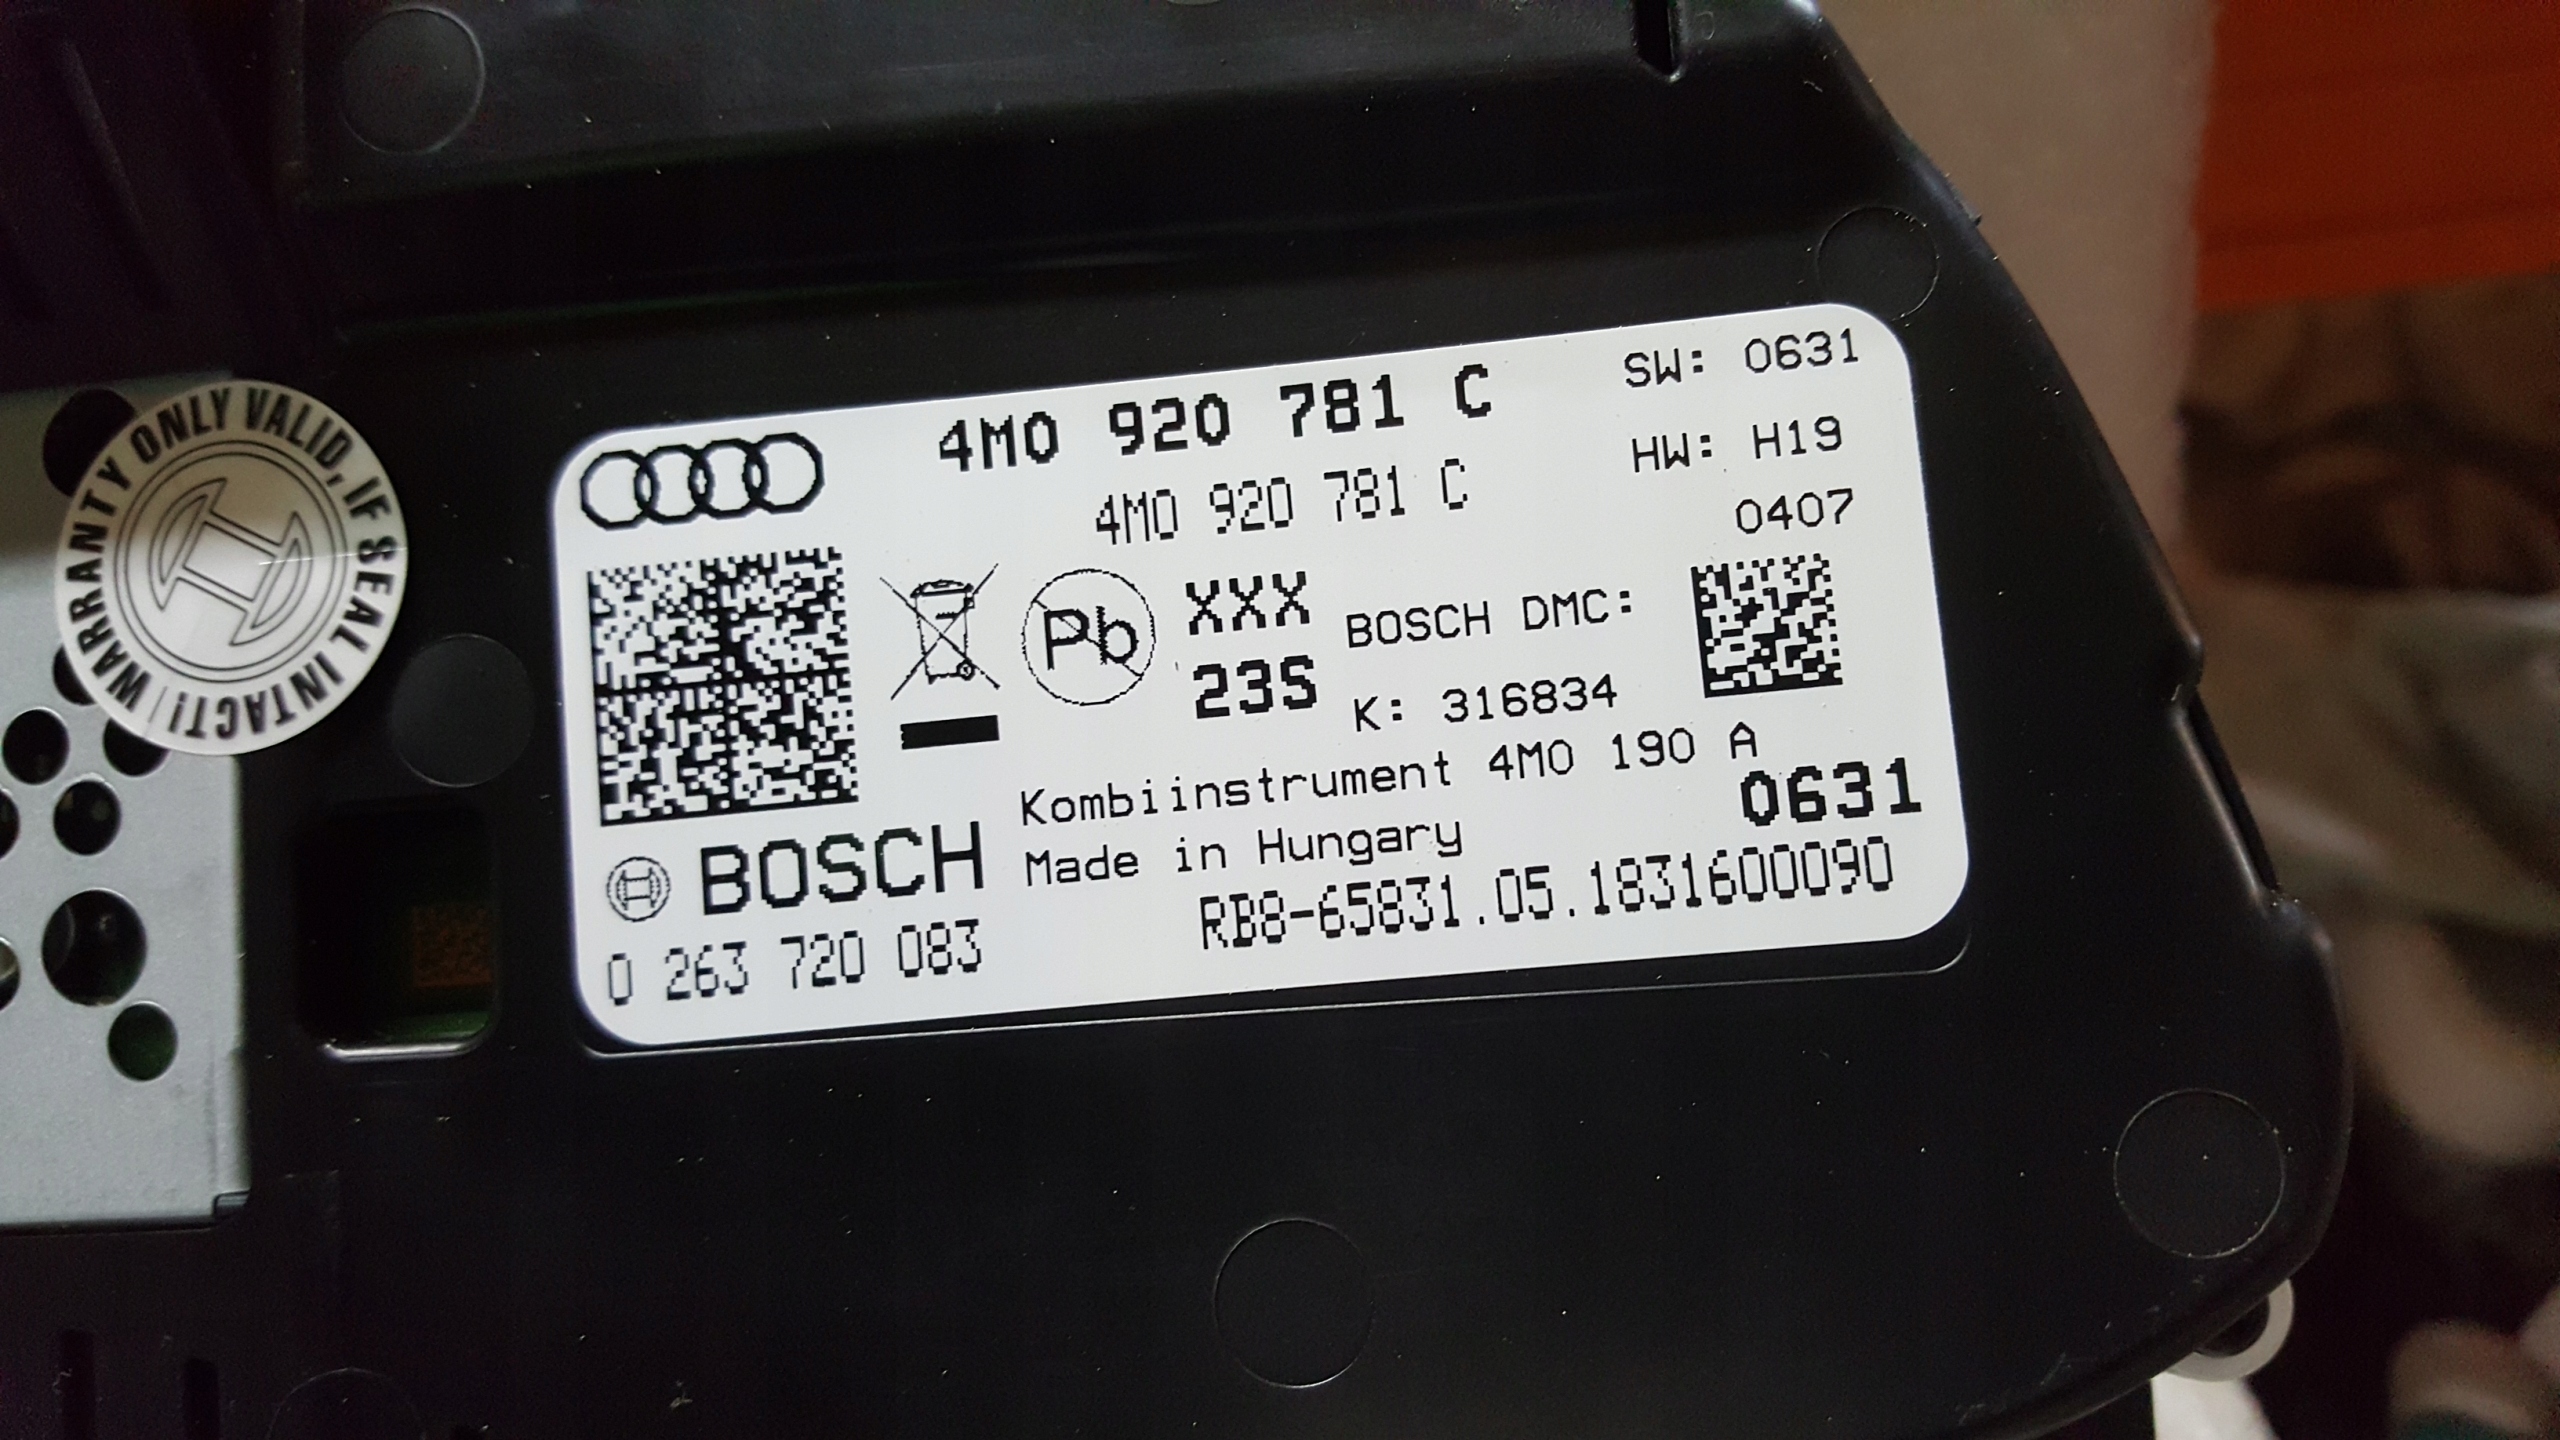 WARRANTY ONLY VALID, IF SEAL INTACT!
4M0 920 781 C
SW: 0631
4M0 920 781 C
HW: H19
0407
Pb
XXX
23S
BOSCH DMC:
K: 316834
Kombiinstrument 4M0 190 A
0631
Made in Hungary
BOSCH
RB8-65831.05.1831600090
0 263 720 083